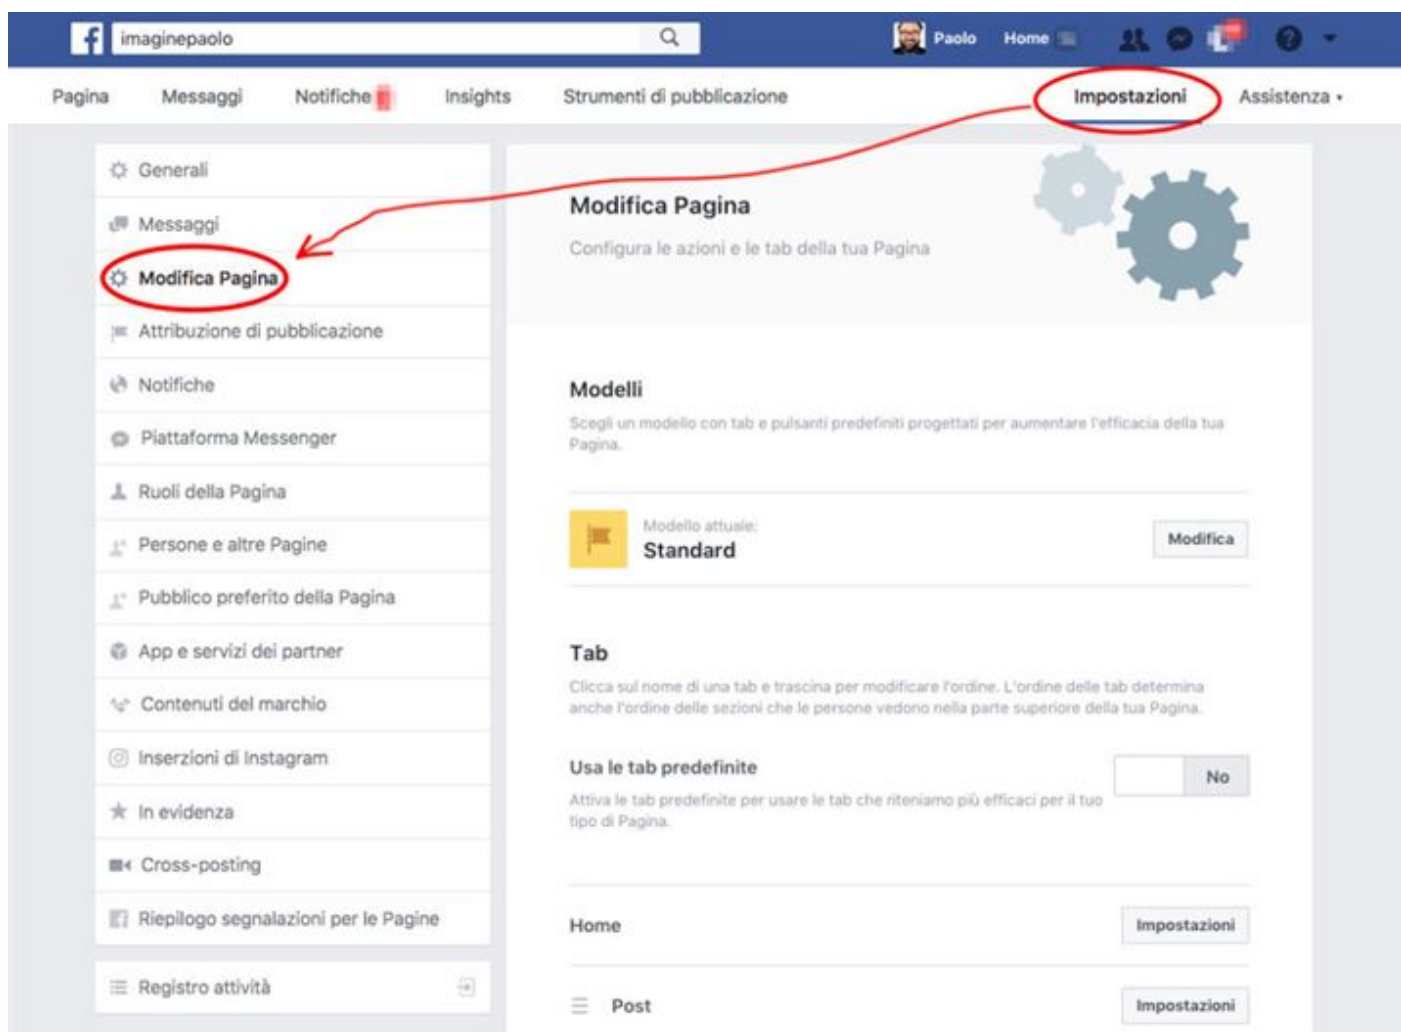 f
imaginepaolo
Paolo
Home
Pagina
Messaggi
Notifiche
Insights
Strumenti di pubblicazione
Impostazioni
Assistenza
Generali
Messaggi
Modifica Pagina
Attribuzione di pubblicazione
Notifiche
Piattaforma Messenger
Ruoli della Pagina
Persone e altre Pagine
Pubblico preferito della Pagina
App e servizi dei partner
Contenuti del marchio
Inserzioni di Instagram
In evidenza
Cross-posting
Riepilogo segnalazioni per le Pagine
Registro attività
Modifica Pagina
Configura le azioni e le tab della tua Pagina
Modelli
Scegli un modello con tab e pulsanti predefiniti progettati per aumentare l'efficacia della tua
Pagina.
Modello attuale:
Standard
Modifica
Tab
Clicca sul nome di una tab e trascina per modificare l'ordine. L'ordine delle tab determina
anche l'ordine delle sezioni che le persone vedono nella parte superiore della tua Pagina.
Usa le tab predefinite
No
Attiva le tab predefinite per usare le tab che riteniamo più efficaci per il tuo
tipo di Pagina.
Home
Impostazioni
Post
Impostazioni